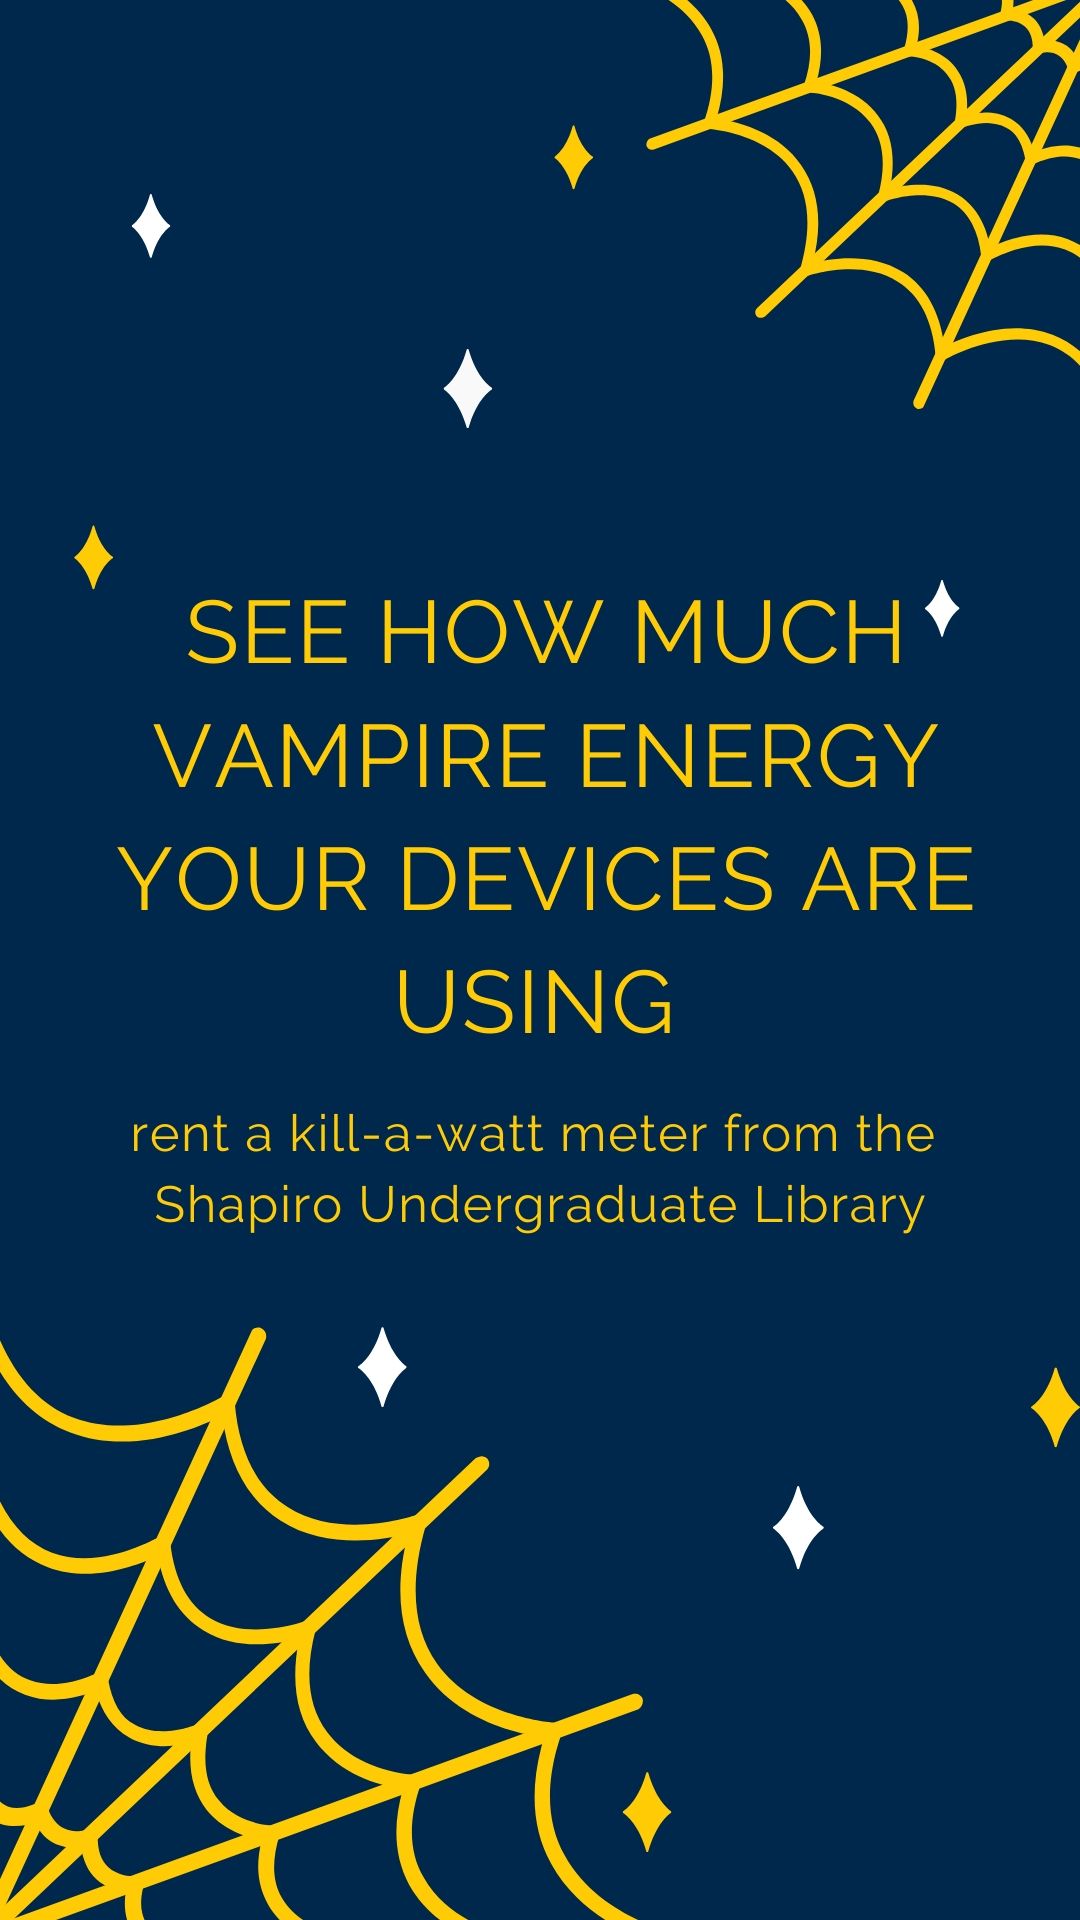 SEE HOW MUCH
VAMPIRE ENERGY
YOUR DEVICES ARE
USING
rent a kill-a-watt meter from the
Shapiro Undergraduate Library